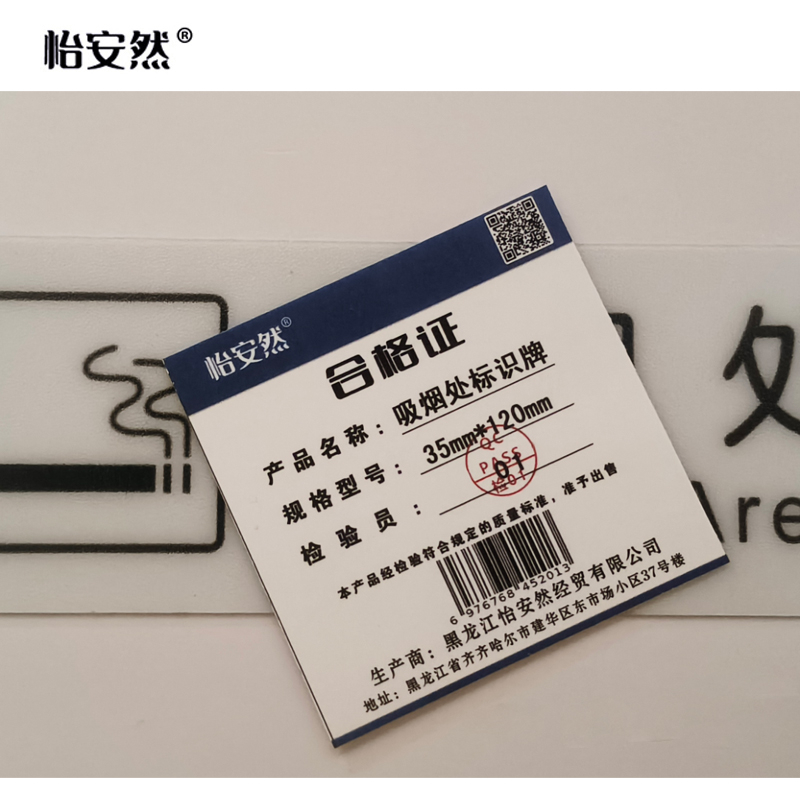 怡安然®
怡安然®
合格证
产品名称：吸烟处标识牌
规格型号：35mm*120mm
检验员：01
QC
PASS
检01
本产品经检验符合规定的质量标准，准予出售
6 976768 452013
生产商：黑龙江怡安然经贸有限公司
地址：黑龙江省齐齐哈尔市建华区东市场小区37号楼
处
Are